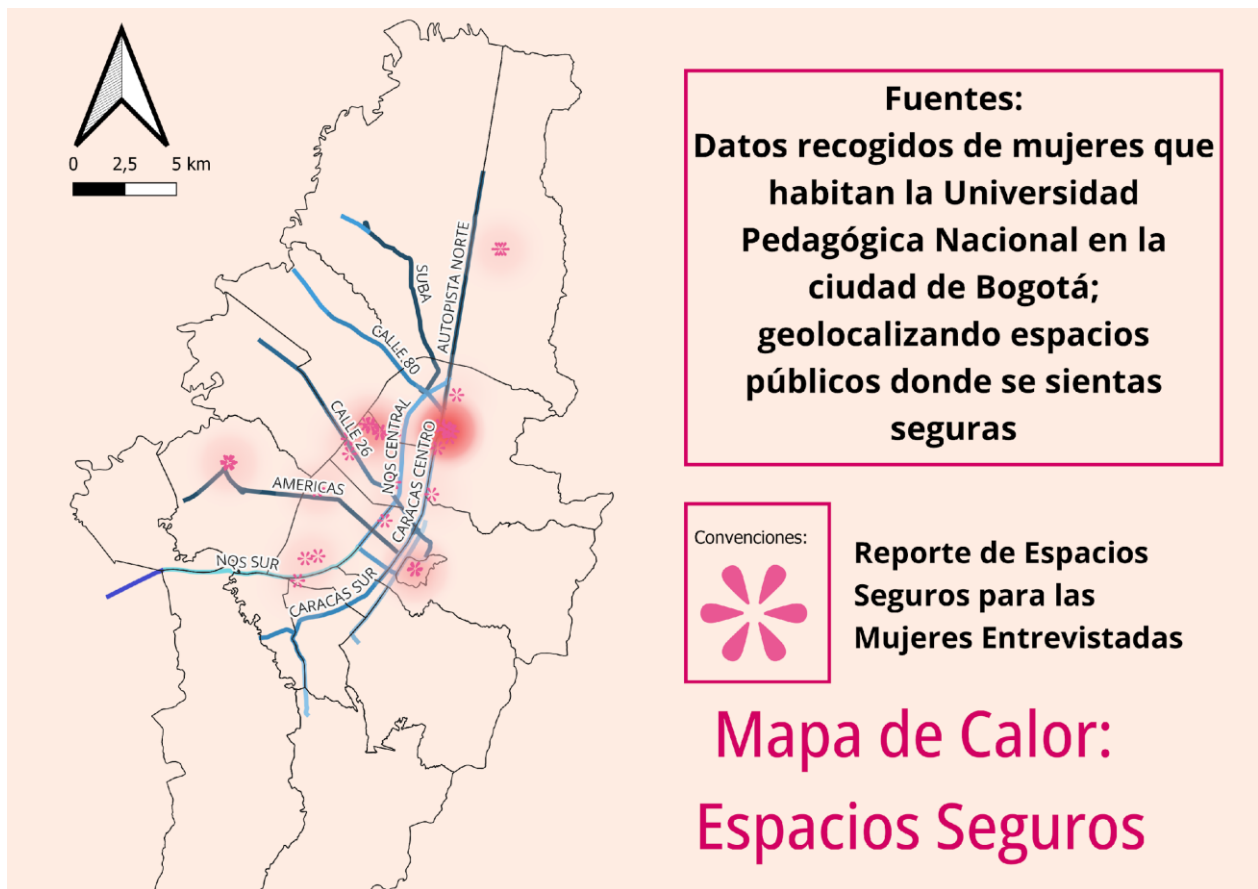 0 2,5 5 km
Fuentes:
Datos recogidos de mujeres que
habitan la Universidad
Pedagógica Nacional en la
ciudad de Bogotá;
geolocalizando espacios
públicos donde se sientas
seguras
AUTOPISTA NORTE
SUBA
CALLE 80
CALLE 26
NQS CENTRAL
CARACAS CENTRO
AMERICAS
NQS SUR
CARACAS SUR
Convenciones:
Reporte de Espacios
Seguros para las
Mujeres Entrevistadas
Mapa de Calor:
Espacios Seguros